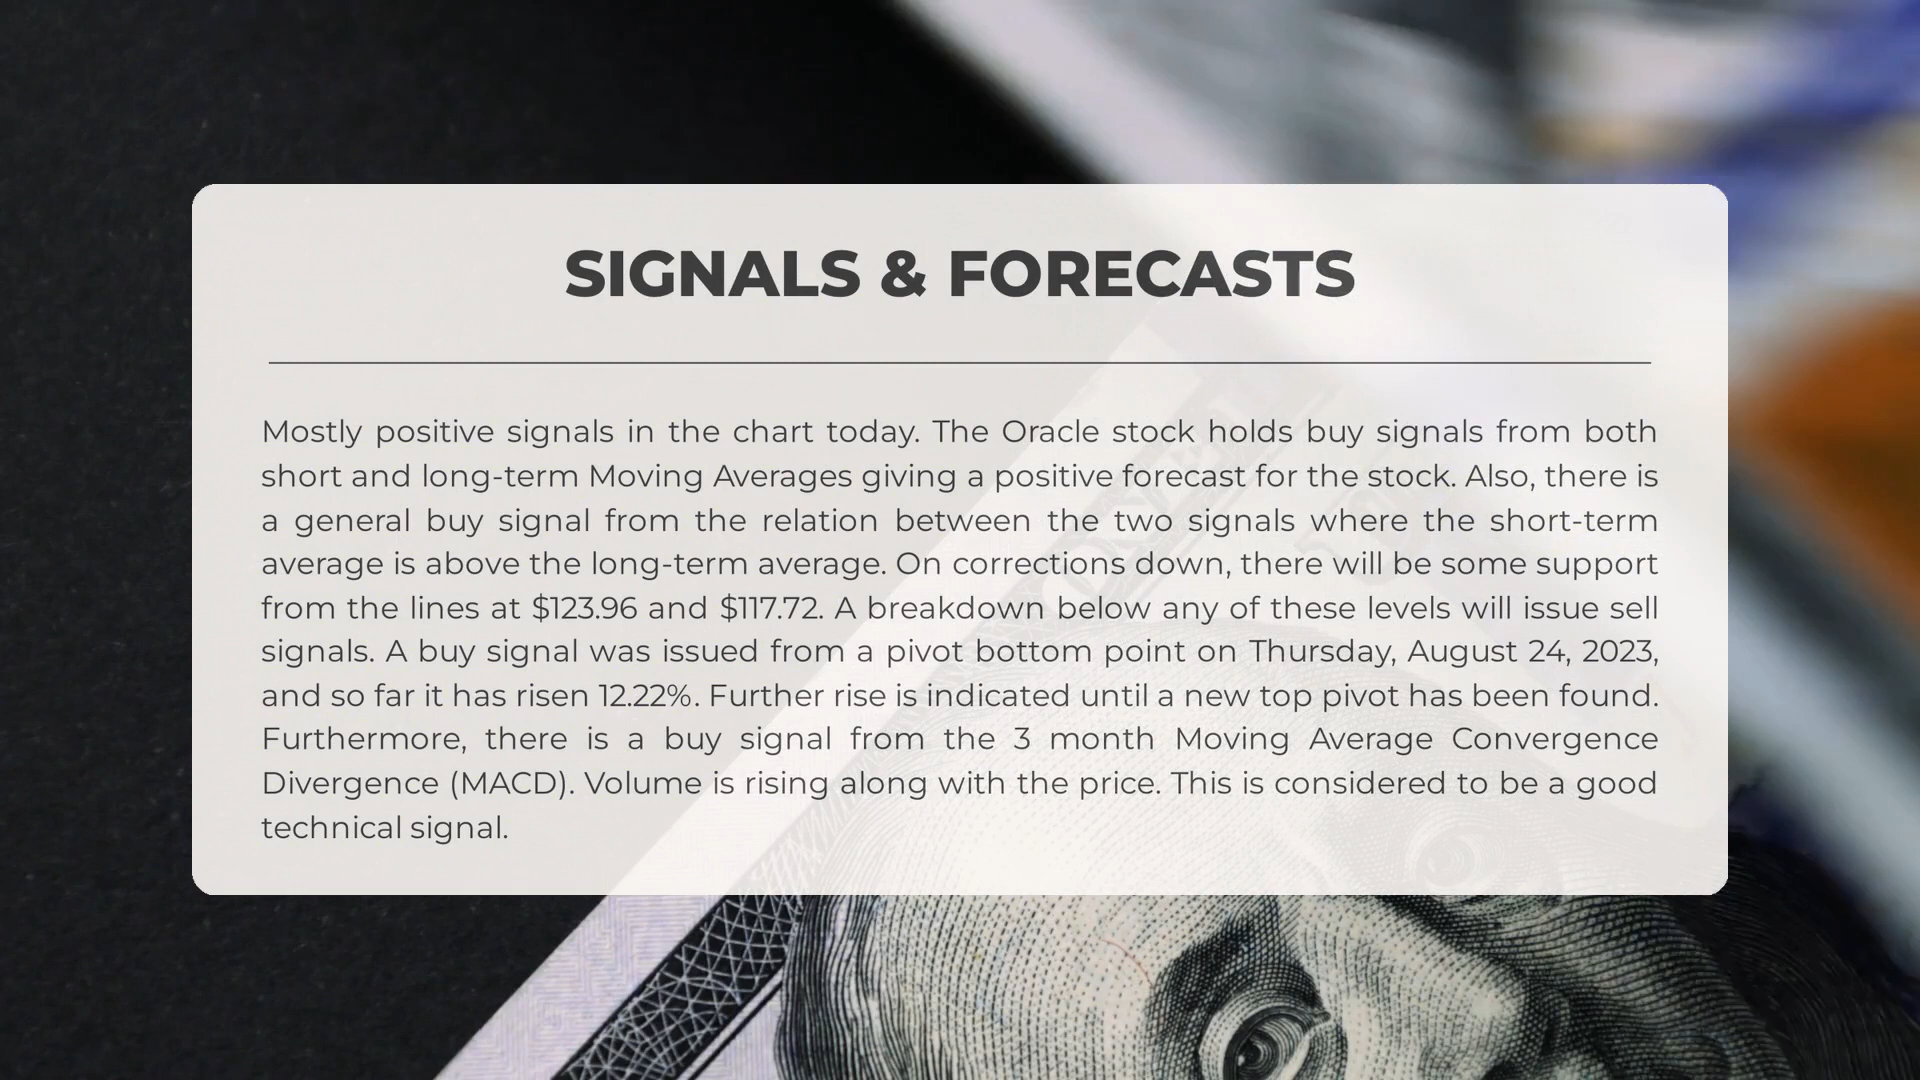 SIGNALS & FORECASTS
Mostly positive signals in the chart today. The Oracle stock holds buy signals from both
short and long-term Moving Averages giving a positive forecast for the stock. Also, there is
a general buy signal from the relation between the two signals where the short-term
average is above the long-term average. On corrections down, there will be some support
from the lines at $123.96 and $117.72. A breakdown below any of these levels will issue sell
signals. A buy signal was issued from a pivot bottom point on Thursday, August 24, 2023,
and so far it has risen 12.22%. Further rise is indicated until a new top pivot has been found.
Furthermore, there is a buy signal from the 3 month Moving Average Convergence
Divergence (MACD). Volume is rising along with the price. This is considered to be a good
technical signal.